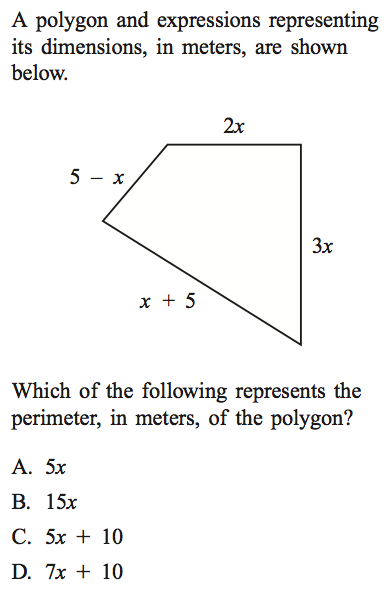 A polygon and expressions representing
its dimensions, in meters, are shown
below.
2x
5 – x
3x
x + 5
Which of the following represents the
perimeter, in meters, of the polygon?
A. 5x
B. 15x
C. 5x + 10
D. 7x + 10